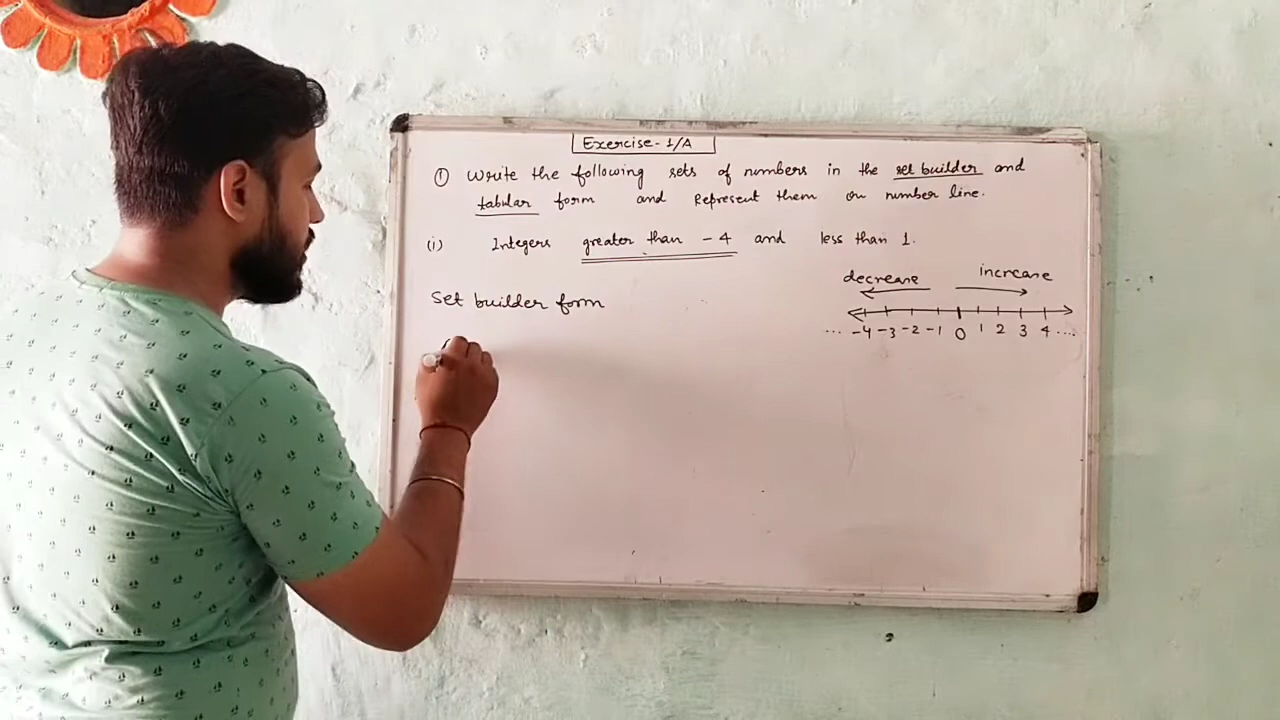 Exercise - 1/A
① Write the following sets of numbers in the set builder and
tabular form and Represent them on number line.
(i) Integers greater than - 4 and less than 1.
decrease increase
Set builder form
... -4 -3 -2 -1 0 1 2 3 4 ....